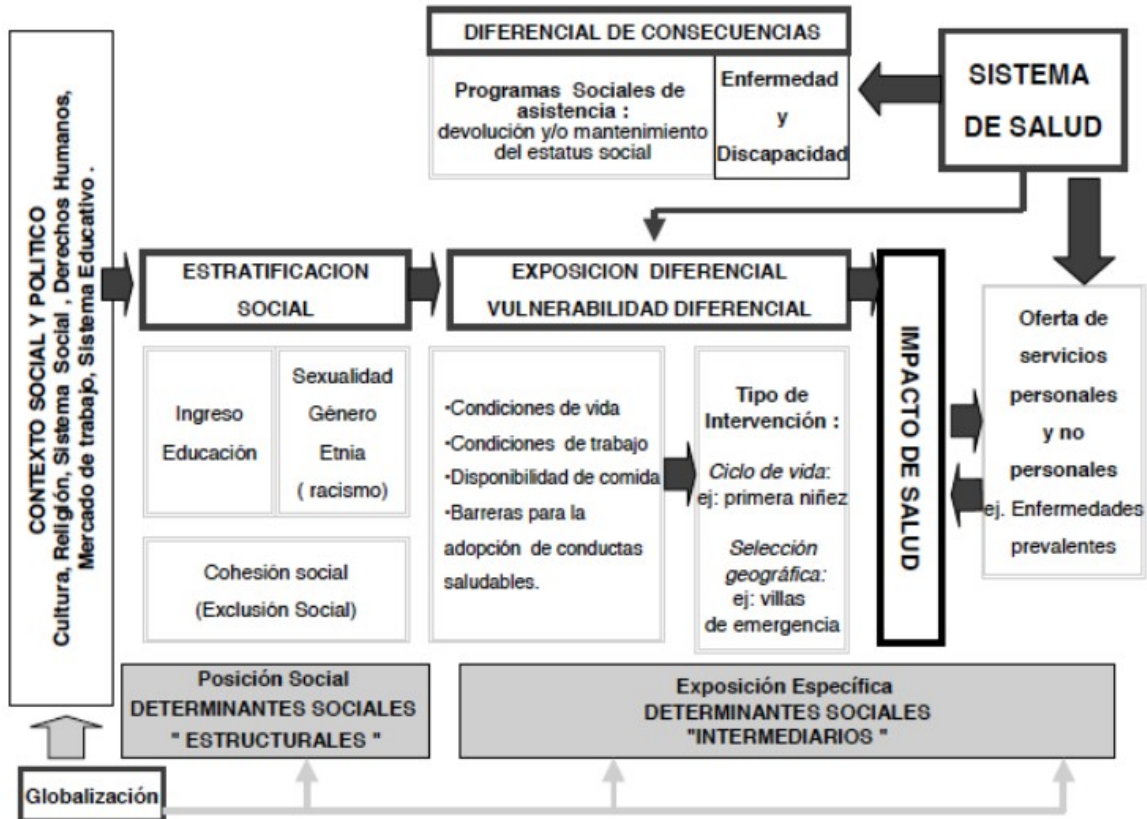 DIFERENCIAL DE CONSECUENCIAS
Programas Sociales de
asistencia :
devolución y/o mantenimiento
del estatus social
Enfermedad
y
Discapacidad
SISTEMA
DE SALUD
CONTEXTO SOCIAL Y POLITICO
Cultura, Religión, Sistema Social , Derechos Humanos,
Mercado de trabajo, Sistema Educativo .
ESTRATIFICACION
SOCIAL
EXPOSICION DIFERENCIAL
VULNERABILIDAD DIFERENCIAL
Ingreso
Educación
Sexualidad
Género
Etnia
( racismo)
Cohesión social
(Exclusión Social)
•Condiciones de vida
•Condiciones de trabajo
•Disponibilidad de comida
•Barreras para la
adopción de conductas
saludables.
Tipo de
Intervención :
Ciclo de vida:
ej: primera niñez
Selección
geográfica:
ej: villas
de emergencia
IMPACTO DE SALUD
Oferta de
servicios
personales
y no
personales
ej. Enfermedades
prevalentes
Posición Social
DETERMINANTES SOCIALES
" ESTRUCTURALES "
Exposición Específica
DETERMINANTES SOCIALES
"INTERMEDIARIOS "
Globalización